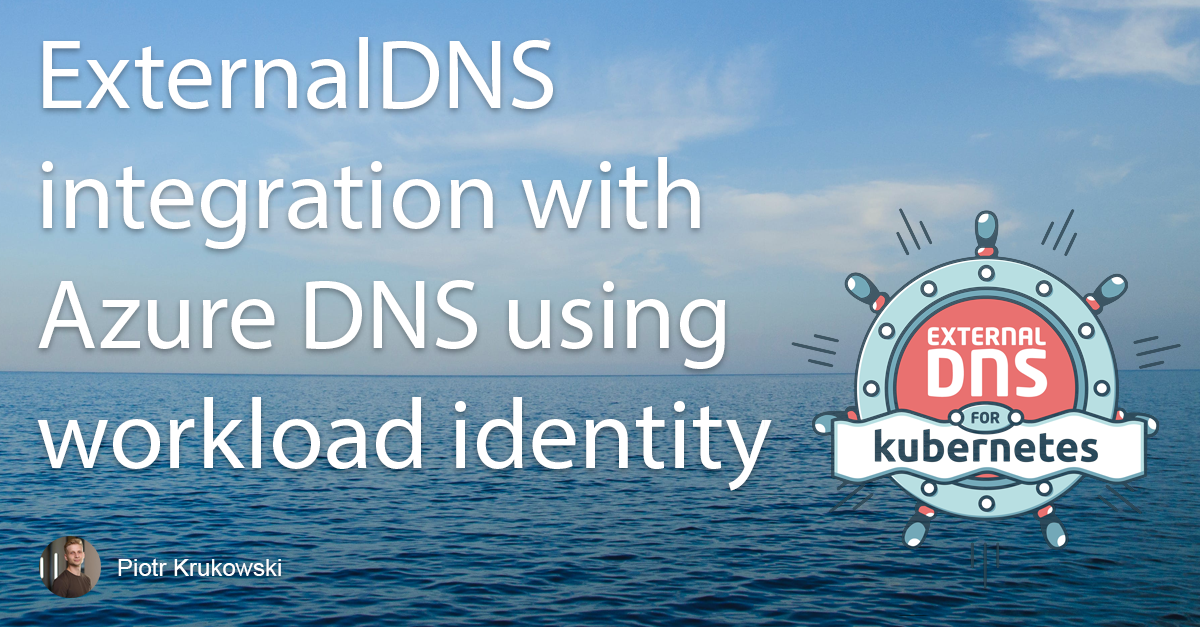 ExternalDNS
integration with
Azure DNS using
workload identity
EXTERNAL
DNS
FOR
kubernetes
Piotr Krukowski